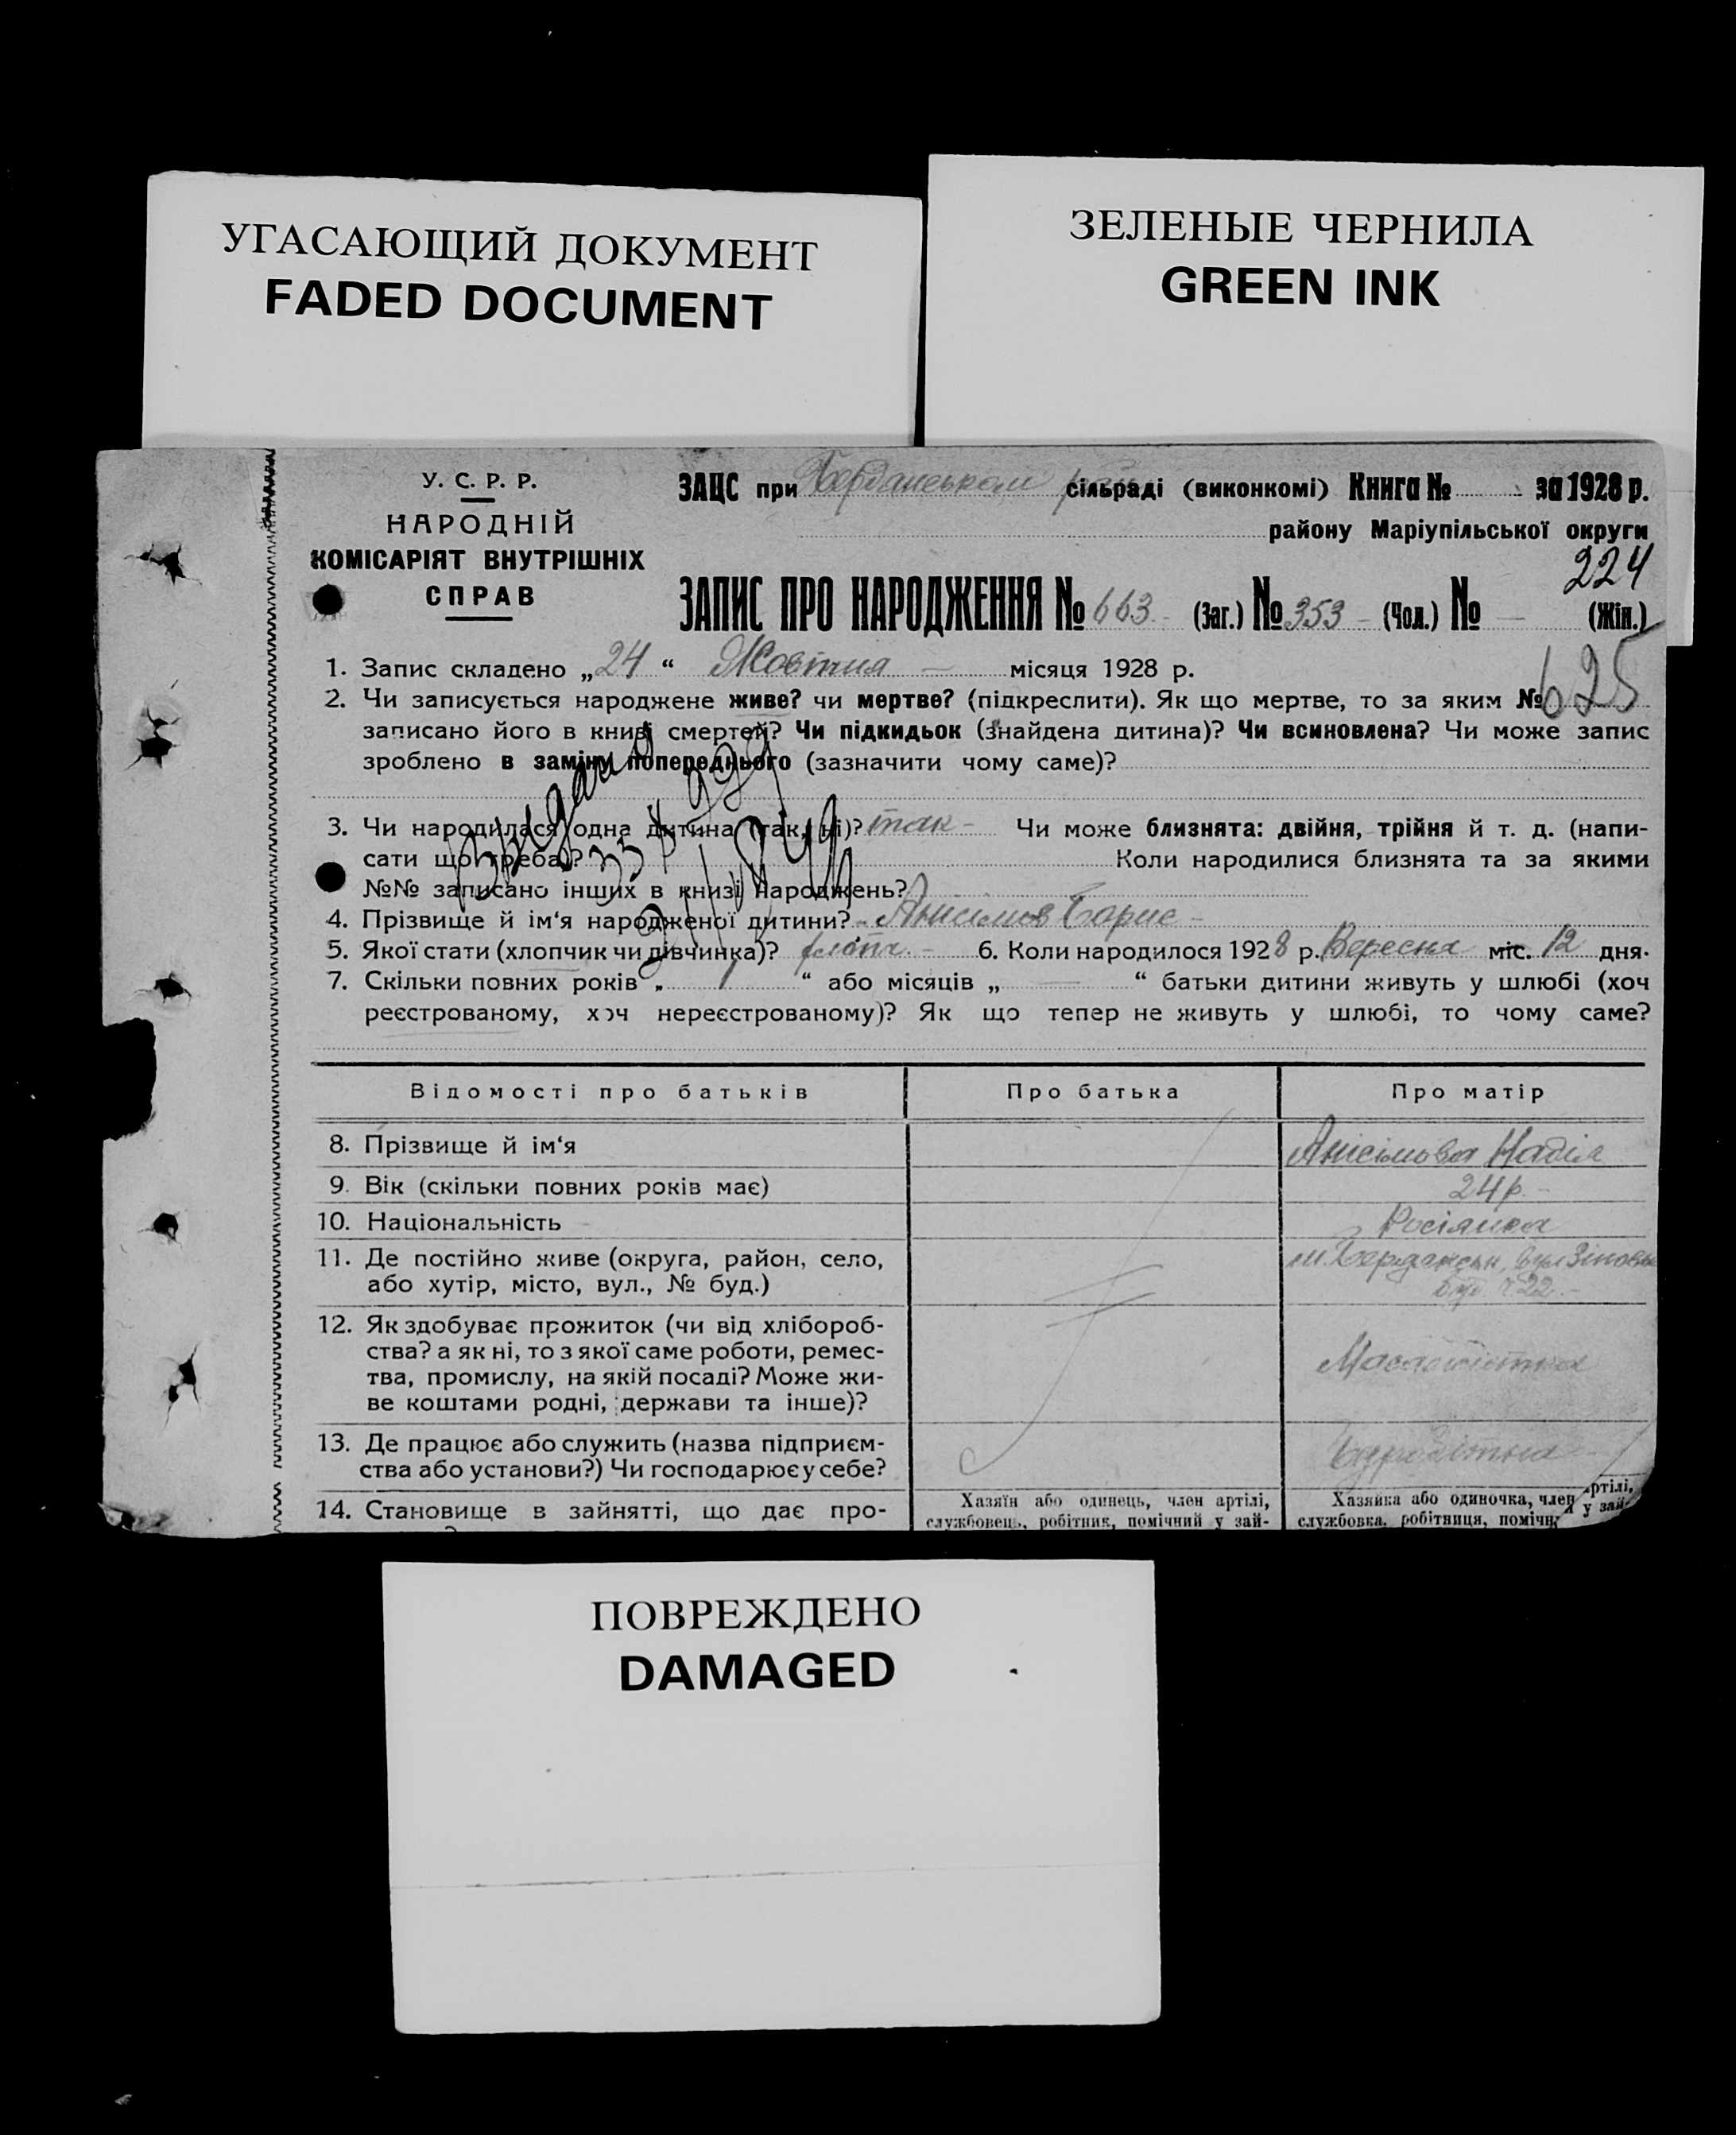 УГАСАЮЩИЙ ДОКУМЕНТ
FADED DOCUMENT
ЗЕЛЕНЫЕ ЧЕРНИЛА
GREEN INK
У. С. Р. Р.
НАРОДНІЙ
КОМІСАРІЯТ ВНУТРІШНІХ
СПРАВ
ЗАЦС при Бердянськом рай сільраді (виконкомі) Книга № за 1928 р.
району Маріупільської округи
224
ЗАПИС ПРО НАРОДЖЕННЯ № 663 (Заг.) № 353 - (Чол.) № — (Жін.)
625
1. Запис складено „24“ Жовтня — місяця 1928 р.
2. Чи записується народжене живе? чи мертве? (підкреслити). Як що мертве, то за яким №
записано його в книзі смертей? Чи підкидьок (знайдена дитина)? Чи всиновлена? Чи може запис
зроблено в заміну попереднього (зазначити чому саме)?
3. Чи народилася одна дитина (так, ні)? так - Чи може близнята: двійня, трійня й т. д. (напи-
сати що треба)? Коли народилися близнята та за якими
№№ записано інших в книзі народжень?
4. Прізвище й ім‘я народженої дитини? Анісімов Борис -
5. Якої статі (хлопчик чи дівчинка)? хлопч. - 6. Коли народилося 1928 р. Вересня міс. 12 дня.
7. Скільки повних років „ 1 “ або місяців „ — “ батьки дитини живуть у шлюбі (хоч
реєстрованому, хоч нереєстрованому)? Як що тепер не живуть у шлюбі, то чому саме?
Відомості про батьків Про батька Про матір
8. Прізвище й ім‘я Анісімова Надія
9. Вік (скільки повних років має) 24 р. -
10. Національність Росіянка
11. Де постійно живе (округа, район, село, м. Бердянськ, вул
або хутір, місто, вул., № буд.) буд. 22. -
12. Як здобуває прожиток (чи від хлібороб-
ства? а як ні, то з якої саме роботи, ремес-
тва, промислу, на якій посаді? Може жи- Масажистка
ве коштами родні, держави та інше)?
13. Де працює або служить (назва підприєм-
ства або установи?) Чи господарює у себе?
14. Становище в зайнятті, що дає про-
Хазяїн або одинець, член артілі,
службовець, робітник, помічний у зай-
Хазяйка або одиночка, член артілі,
службовка, робітниця, помічн у зай-
ПОВРЕЖДЕНО
DAMAGED